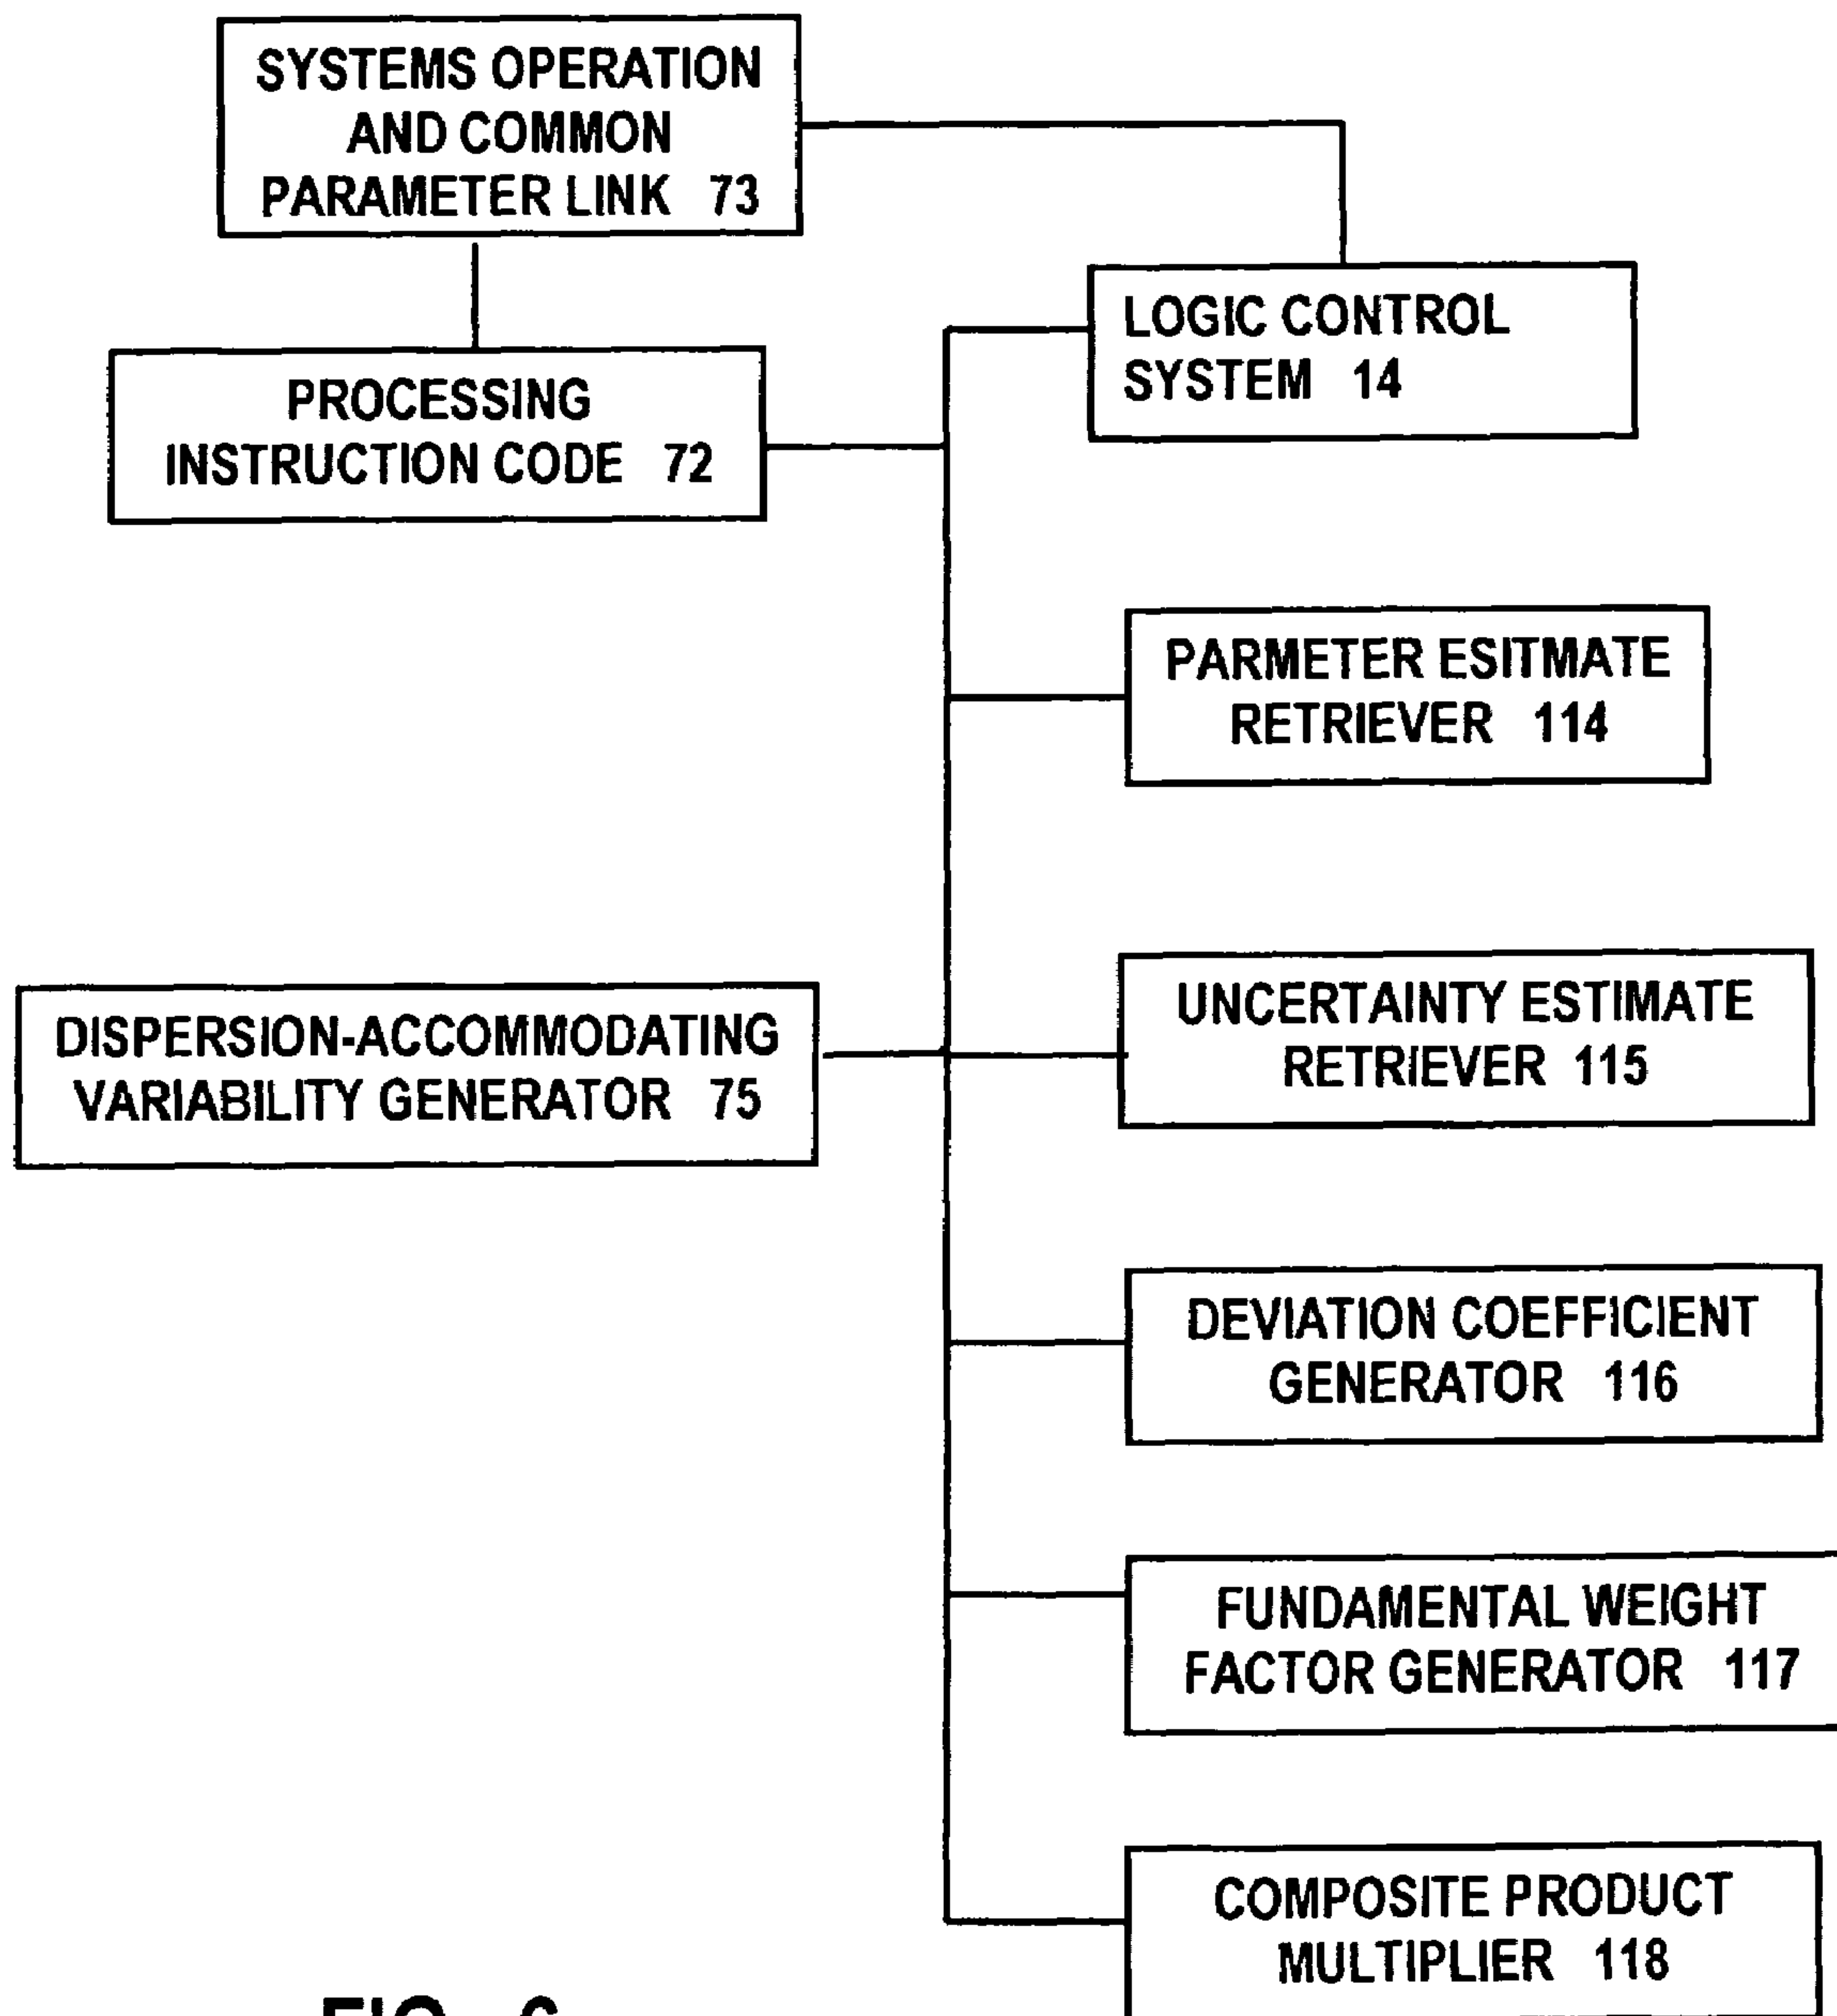 SYSTEMS OPERATION
AND COMMON
PARAMETER LINK 73
LOGIC CONTROL
SYSTEM 14
PROCESSING
INSTRUCTION CODE 72
PARMETER ESITMATE
RETRIEVER 114
UNCERTAINTY ESTIMATE
RETRIEVER 115
DISPERSION-ACCOMMODATING
VARIABILITY GENERATOR 75
DEVIATION COEFFICIENT
GENERATOR 116
FUNDAMENTAL WEIGHT
FACTOR GENERATOR 117
COMPOSITE PRODUCT
MULTIPLIER 118
FIG. 6